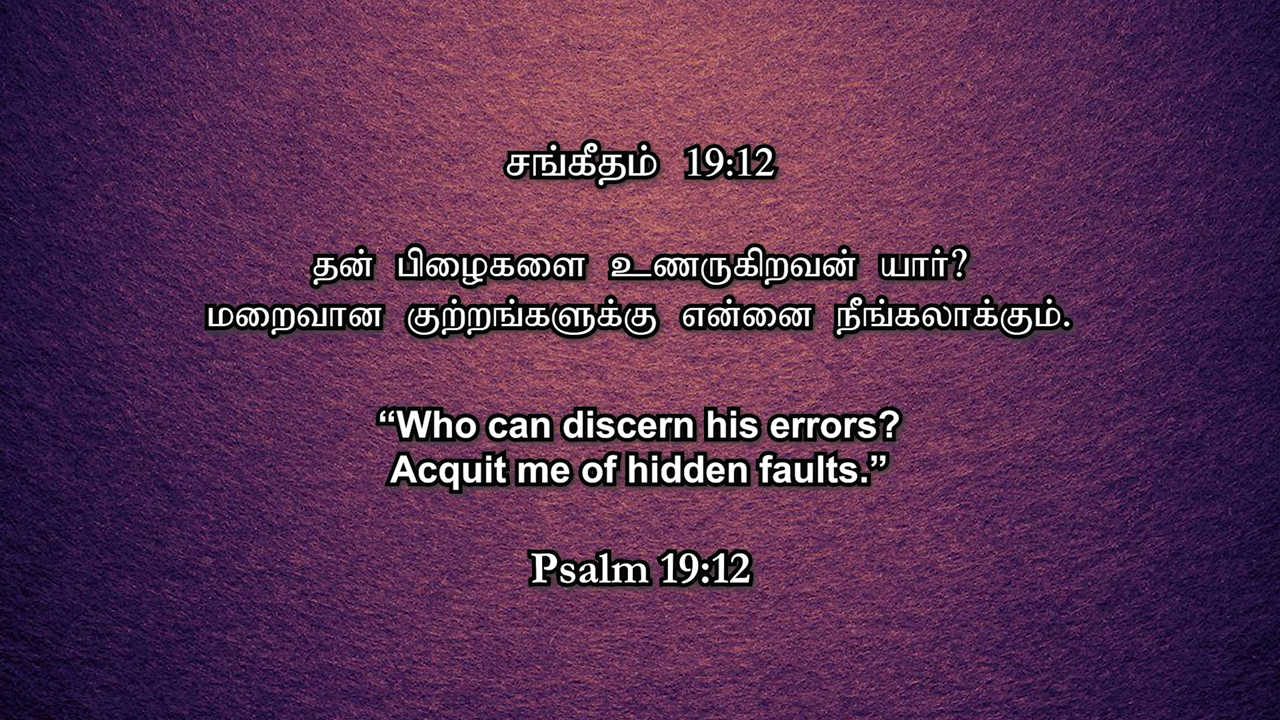 சங்கீதம் 19:12
தன் பிழைகளை உணருகிறவன் யார்?
மறைவான குற்றங்களுக்கு என்னை நீங்கலாக்கும்.
“Who can discern his errors?
Acquit me of hidden faults.”
Psalm 19:12